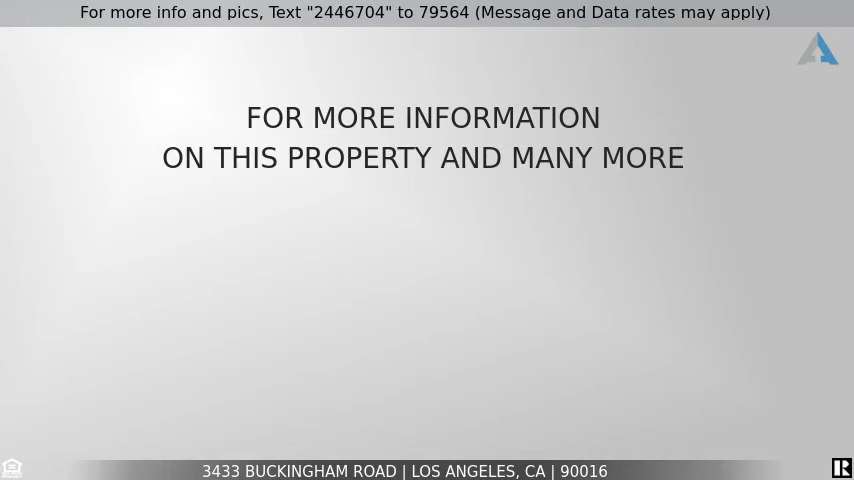 For more info and pics, Text "2446704" to 79564 (Message and Data rates may apply)
FOR MORE INFORMATION
ON THIS PROPERTY AND MANY MORE
3433 BUCKINGHAM ROAD | LOS ANGELES, CA | 90016